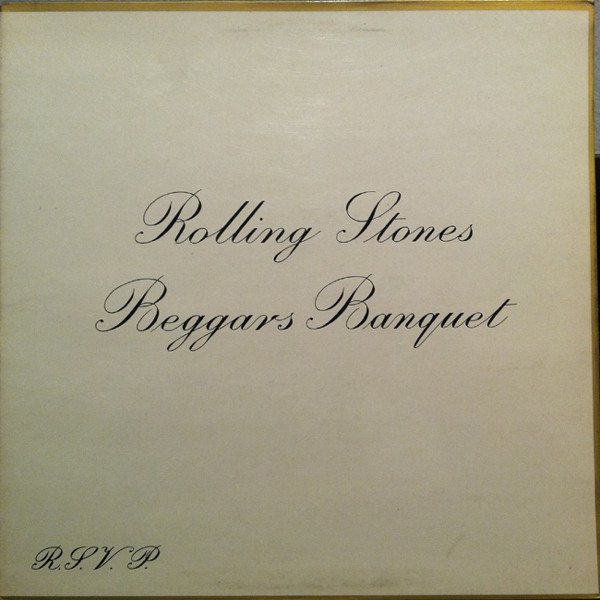 Rolling Stones
Beggars Banquet
R.S.V.P.